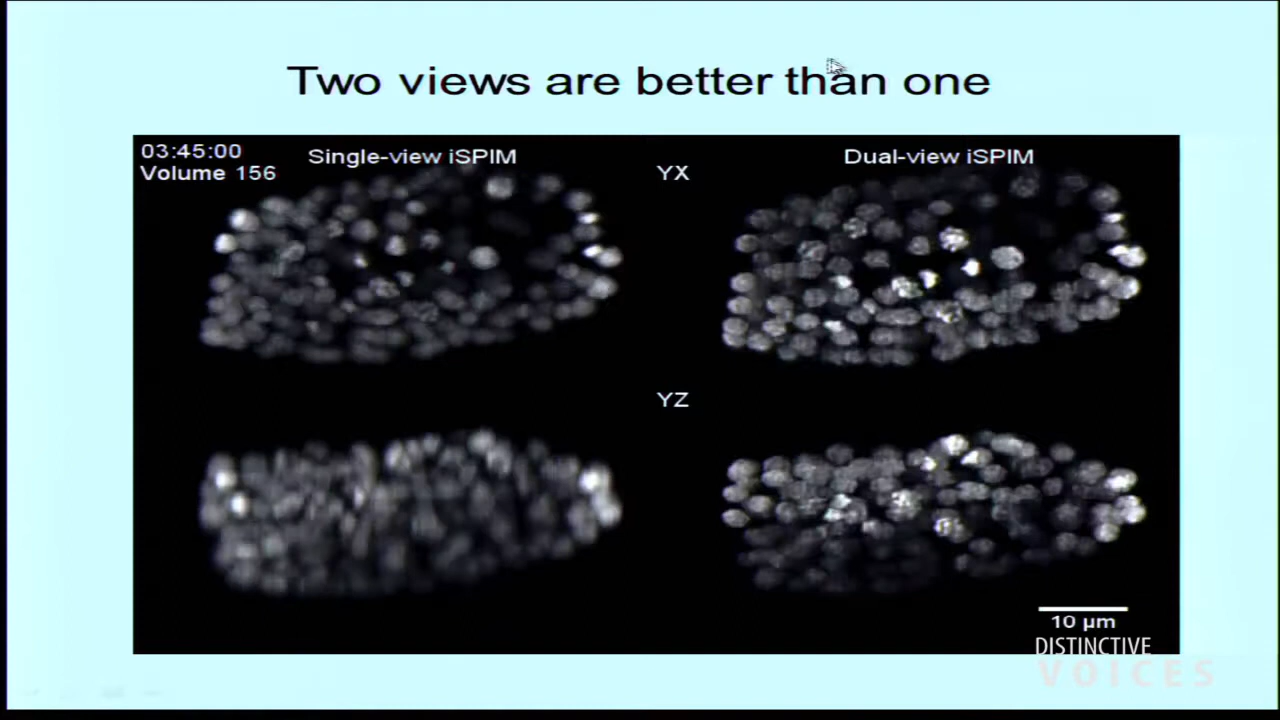 Two views are better than one
03:45:00
Volume 156
Single-view iSPIM
YX
Dual-view iSPIM
YZ
10 µm
DISTINCTIVE
VOICES